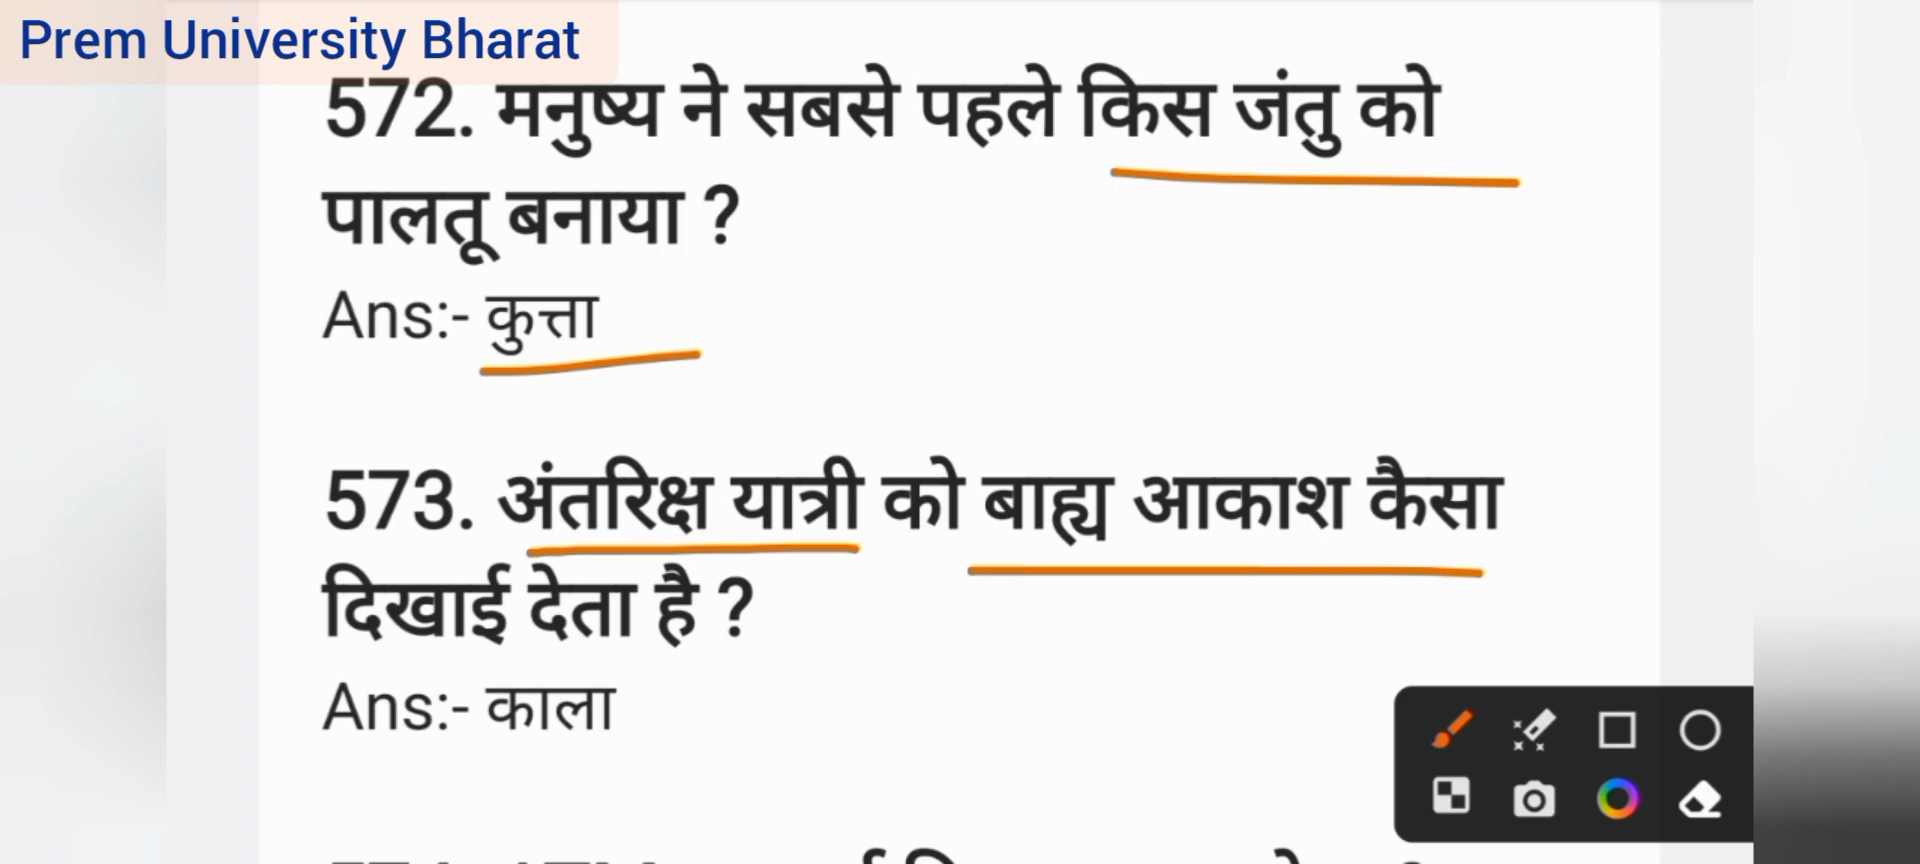 Prem University Bharat
572. मनुष्य ने सबसे पहले किस जंतु को
पालतू बनाया ?
Ans:- कुत्ता
573. अंतरिक्ष यात्री को बाह्य आकाश कैसा
दिखाई देता है ?
Ans:- काला